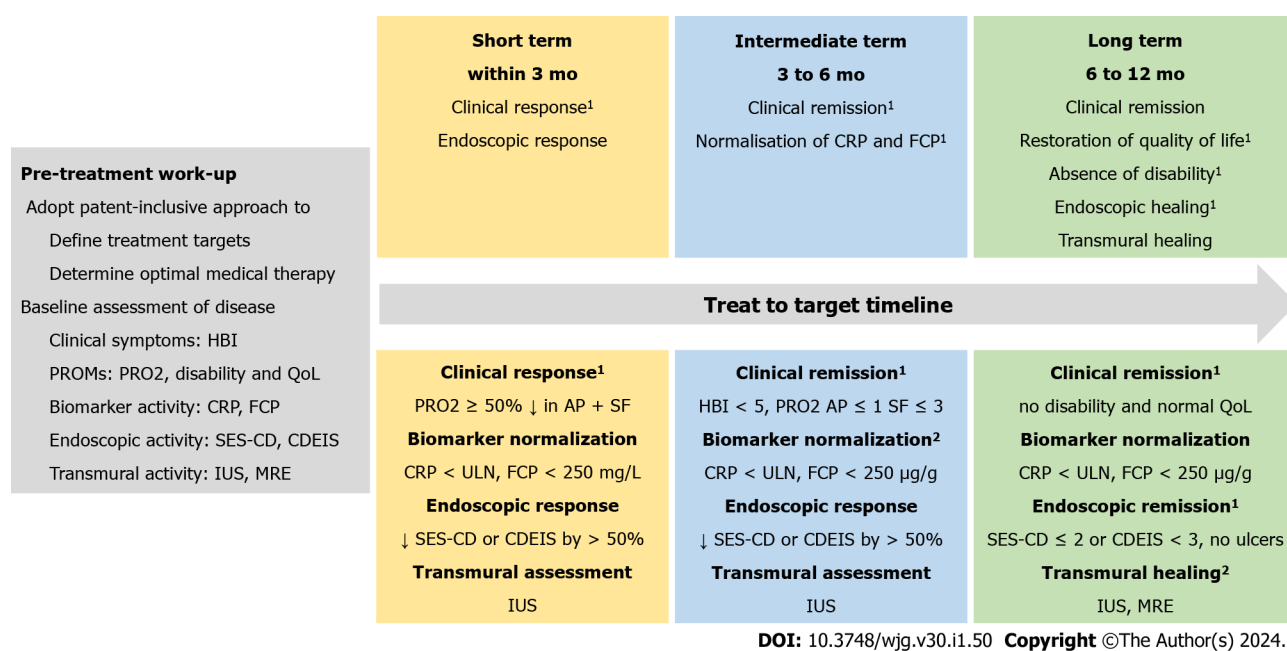 Short term
within 3 mo
Clinical response¹
Endoscopic response
Intermediate term
3 to 6 mo
Clinical remission¹
Normalisation of CRP and FCP¹
Long term
6 to 12 mo
Clinical remission
Restoration of quality of life¹
Absence of disability¹
Endoscopic healing¹
Transmural healing
Pre-treatment work-up
Adopt patent-inclusive approach to
Define treatment targets
Determine optimal medical therapy
Baseline assessment of disease
Clinical symptoms: HBI
PROMs: PRO2, disability and QoL
Biomarker activity: CRP, FCP
Endoscopic activity: SES-CD, CDEIS
Transmural activity: IUS, MRE
Treat to target timeline
Clinical response¹
PRO2 ≥ 50% ↓ in AP + SF
Biomarker normalization
CRP < ULN, FCP < 250 mg/L
Endoscopic response
↓ SES-CD or CDEIS by > 50%
Transmural assessment
IUS
Clinical remission¹
HBI < 5, PRO2 AP ≤ 1 SF ≤ 3
Biomarker normalization²
CRP < ULN, FCP < 250 µg/g
Endoscopic response
↓ SES-CD or CDEIS by > 50%
Transmural assessment
IUS
Clinical remission¹
no disability and normal QoL
Biomarker normalization
CRP < ULN, FCP < 250 µg/g
Endoscopic remission¹
SES-CD ≤ 2 or CDEIS < 3, no ulcers
Transmural healing²
IUS, MRE
DOI: 10.3748/wjg.v30.i1.50 Copyright ©The Author(s) 2024.